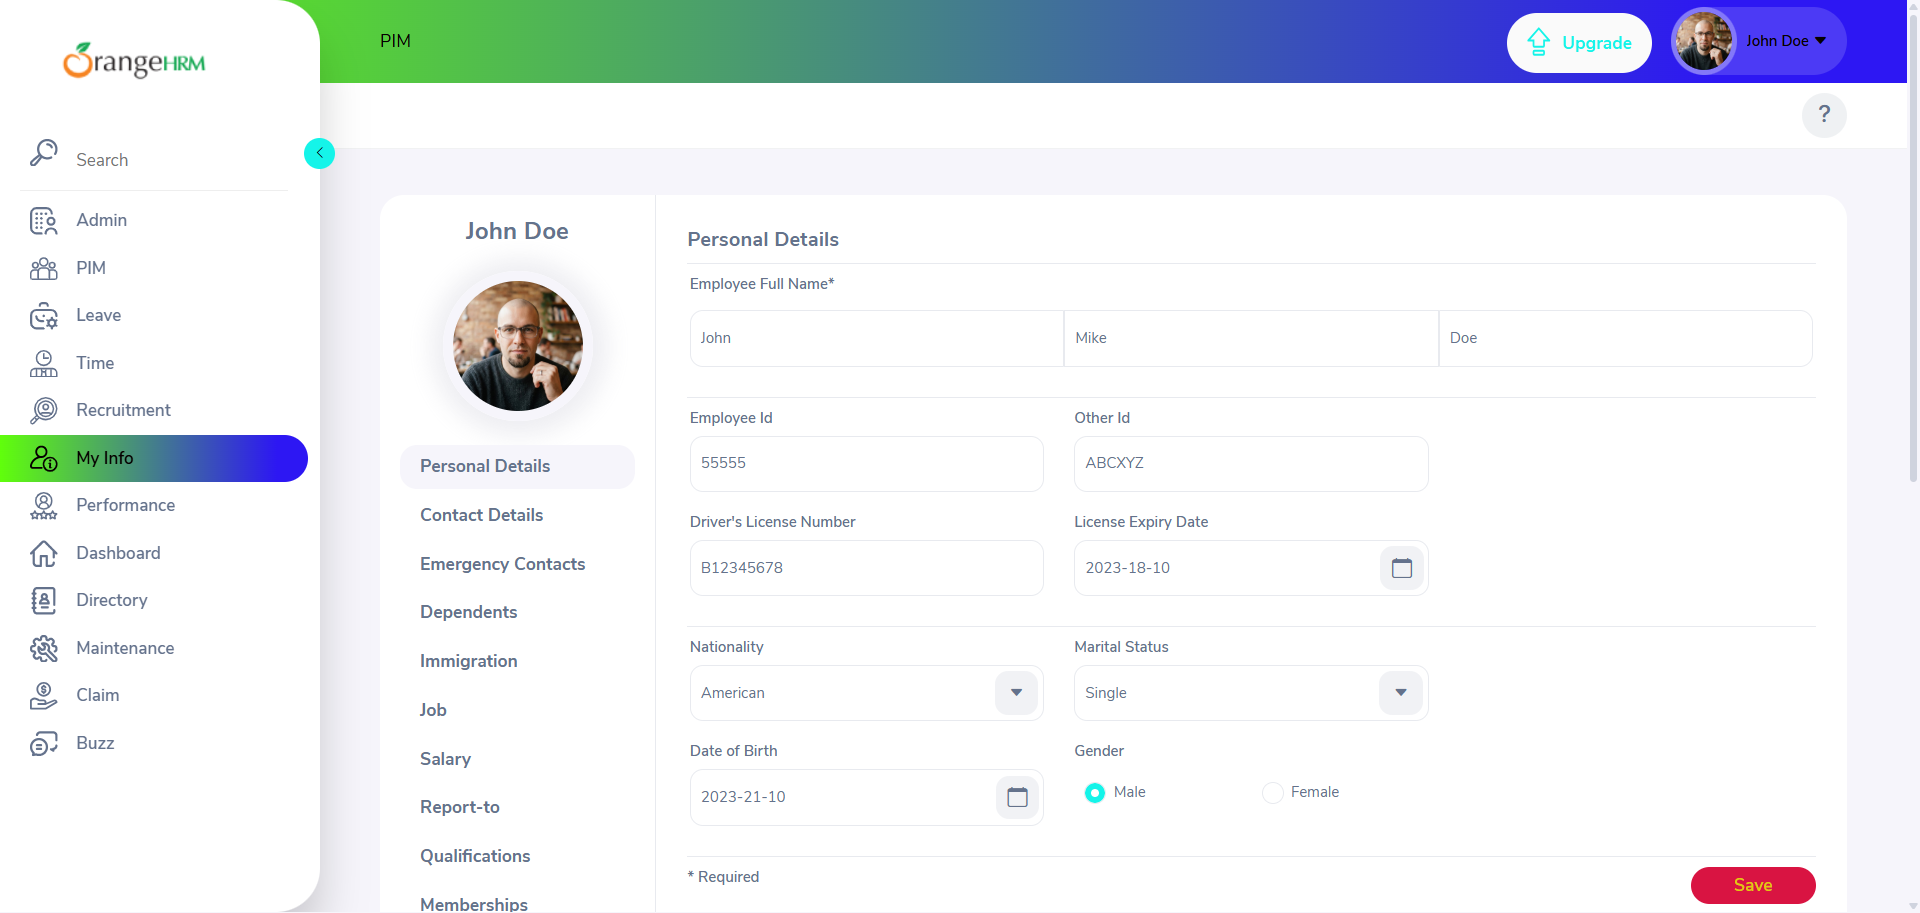 OrangeHRM
PIM
Upgrade
John Doe
?
Search
Admin
PIM
Leave
Time
Recruitment
My Info
Performance
Dashboard
Directory
Maintenance
Claim
Buzz
John Doe
Personal Details
Contact Details
Emergency Contacts
Dependents
Immigration
Job
Salary
Report-to
Qualifications
Memberships
Personal Details
Employee Full Name*
John Mike Doe
Employee Id Other Id
55555 ABCXYZ
Driver's License Number License Expiry Date
B12345678 2023-18-10
Nationality Marital Status
American Single
Date of Birth Gender
2023-21-10 Male Female
* Required
Save